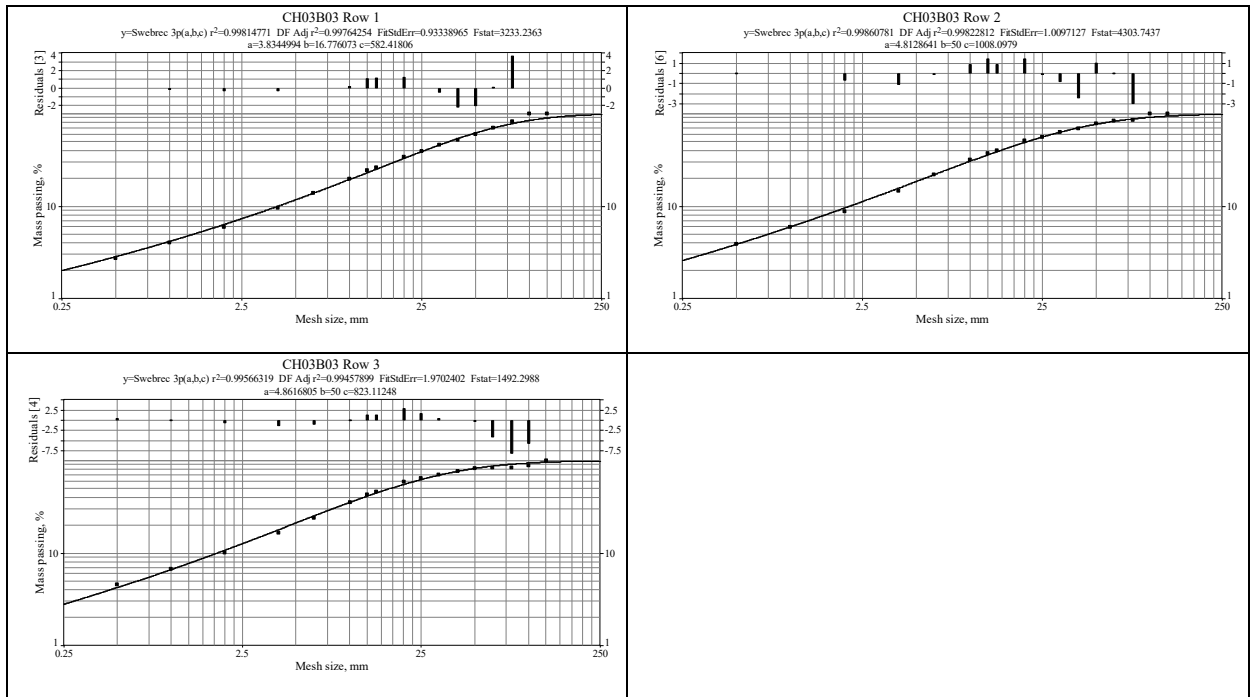 CH03B03 Row 1
y=Swebrec 3p(a,b,c) r²=0.99814771 DF Adj r²=0.99764254 FitStdErr=0.93338965 Fstat=3233.2363
a=3.8344994 b=16.776073 c=582.41806
Residuals [3]
4
2
0
-2
4
2
0
-2
Mass passing, %
10
1
10
1
0.25
2.5
25
250
Mesh size, mm
CH03B03 Row 2
y=Swebrec 3p(a,b,c) r²=0.99860781 DF Adj r²=0.99822812 FitStdErr=1.0097127 Fstat=4303.7437
a=4.8128641 b=50 c=1008.0979
Residuals [6]
1
-1
-3
1
-1
-3
Mass passing, %
10
1
10
1
0.25
2.5
25
250
Mesh size, mm
CH03B03 Row 3
y=Swebrec 3p(a,b,c) r²=0.99566319 DF Adj r²=0.99457899 FitStdErr=1.9702402 Fstat=1492.2988
a=4.8616805 b=50 c=823.11248
Residuals [4]
2.5
-2.5
-7.5
2.5
-2.5
-7.5
Mass passing, %
10
1
10
1
0.25
2.5
25
250
Mesh size, mm